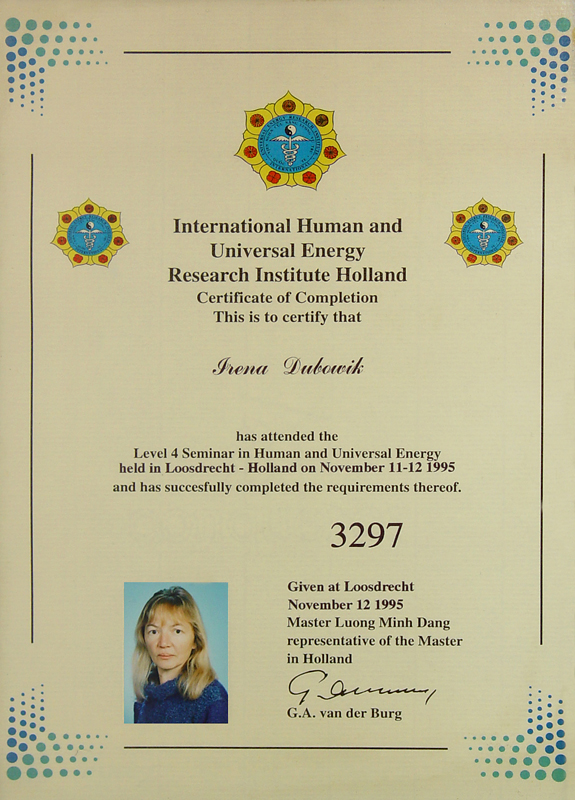 International Human and
Universal Energy
Research Institute Holland
Certificate of Completion
This is to certify that
Irena Dubowik
has attended the
Level 4 Seminar in Human and Universal Energy
held in Loosdrecht - Holland on November 11-12 1995
and has succesfully completed the requirements thereof.
3297
Given at Loosdrecht
November 12 1995
Master Luong Minh Dang
representative of the Master
in Holland
G.A. van der Burg